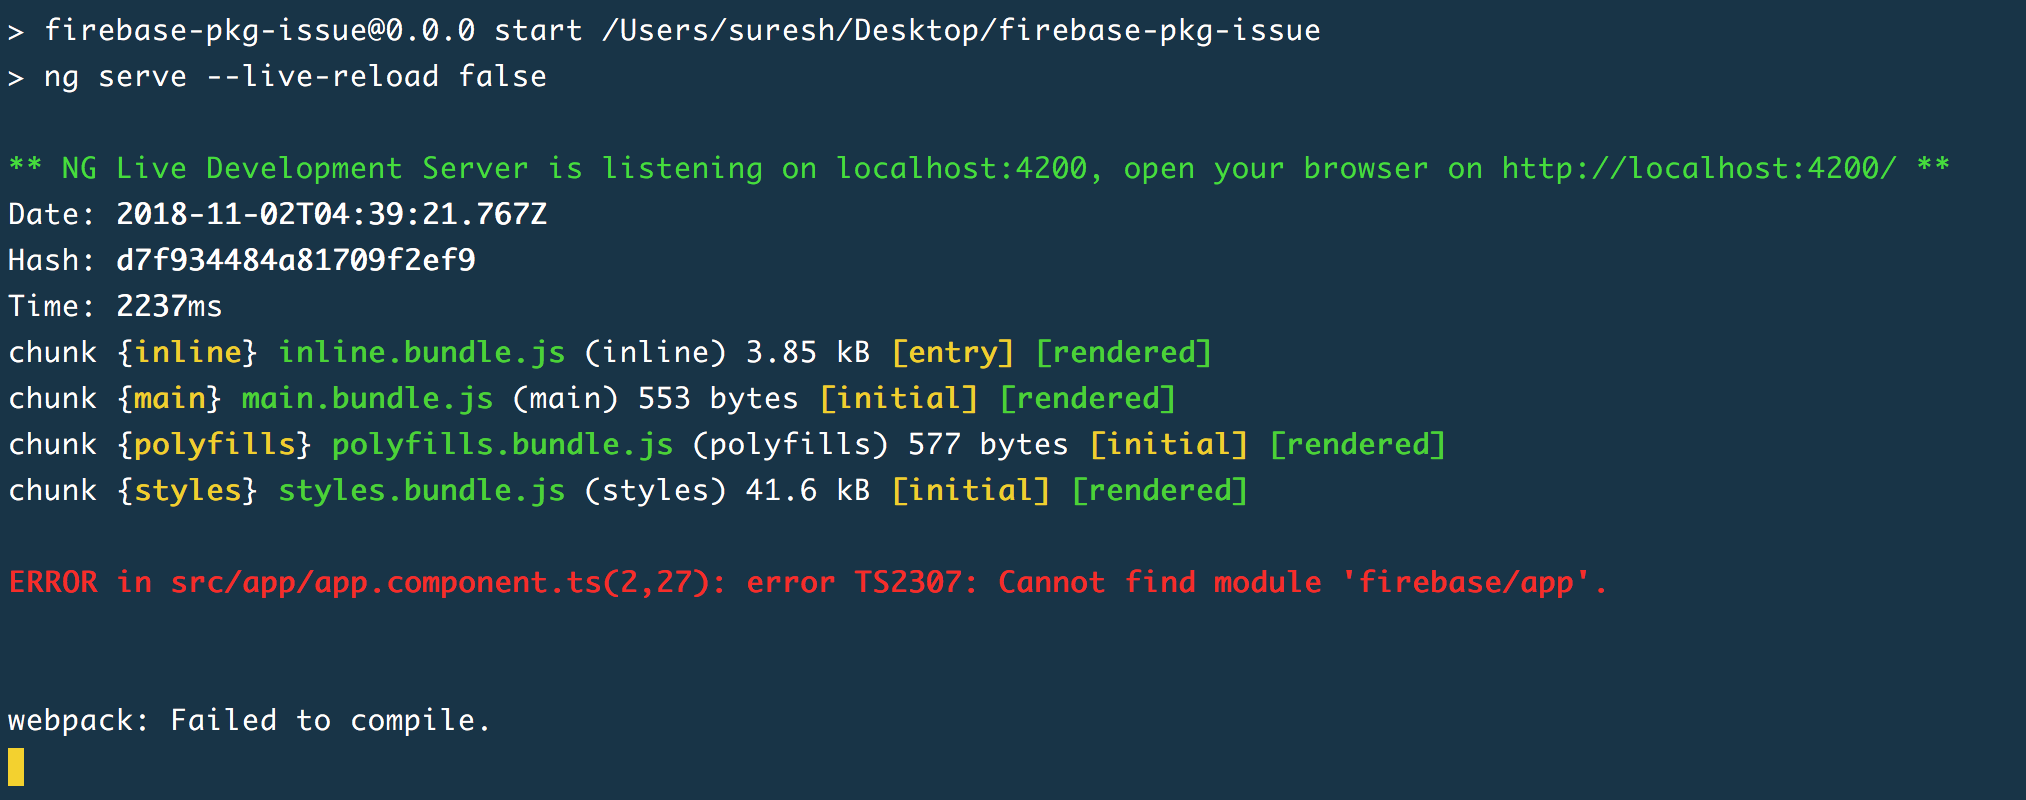 > firebase-pkg-issue@0.0.0 start /Users/suresh/Desktop/firebase-pkg-issue
> ng serve --live-reload false
** NG Live Development Server is listening on localhost:4200, open your browser on http://localhost:4200/ **
Date: 2018-11-02T04:39:21.767Z
Hash: d7f934484a81709f2ef9
Time: 2237ms
chunk {inline} inline.bundle.js (inline) 3.85 kB [entry] [rendered]
chunk {main} main.bundle.js (main) 553 bytes [initial] [rendered]
chunk {polyfills} polyfills.bundle.js (polyfills) 577 bytes [initial] [rendered]
chunk {styles} styles.bundle.js (styles) 41.6 kB [initial] [rendered]
ERROR in src/app/app.component.ts(2,27): error TS2307: Cannot find module 'firebase/app'.
webpack: Failed to compile.